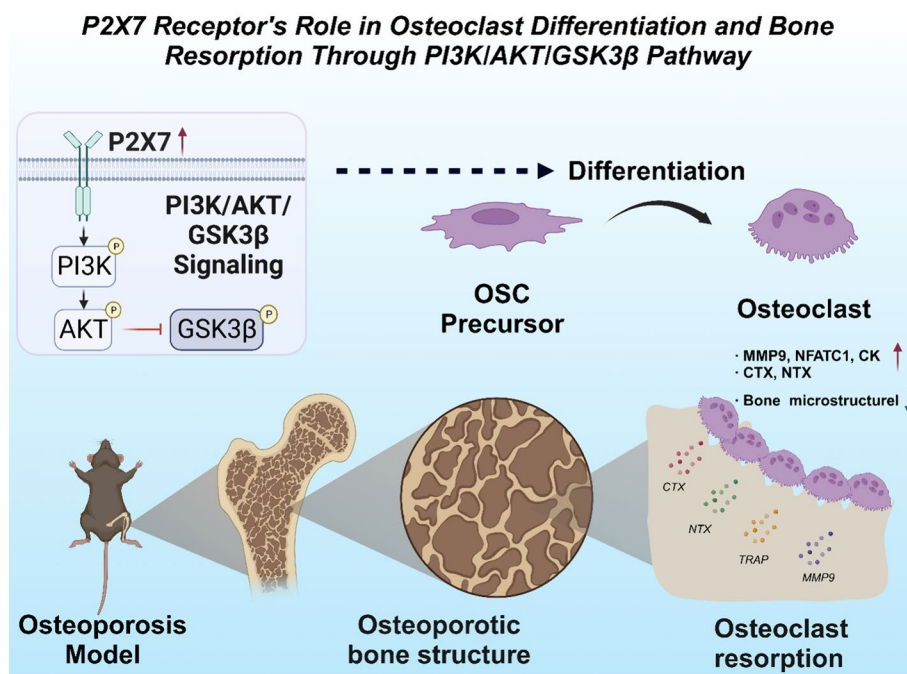 P2X7 Receptor's Role in Osteoclast Differentiation and Bone
Resorption Through PI3K/AKT/GSK3β Pathway
P2X7
PI3K/AKT/
GSK3β
Signaling
PI3K
P
AKT
P
GSK3β
P
Differentiation
OSC
Precursor
Osteoclast
· MMP9, NFATC1, CK
· CTX, NTX
· Bone microstructurel
CTX
NTX
TRAP
MMP9
Osteoporosis
Model
Osteoporotic
bone structure
Osteoclast
resorption